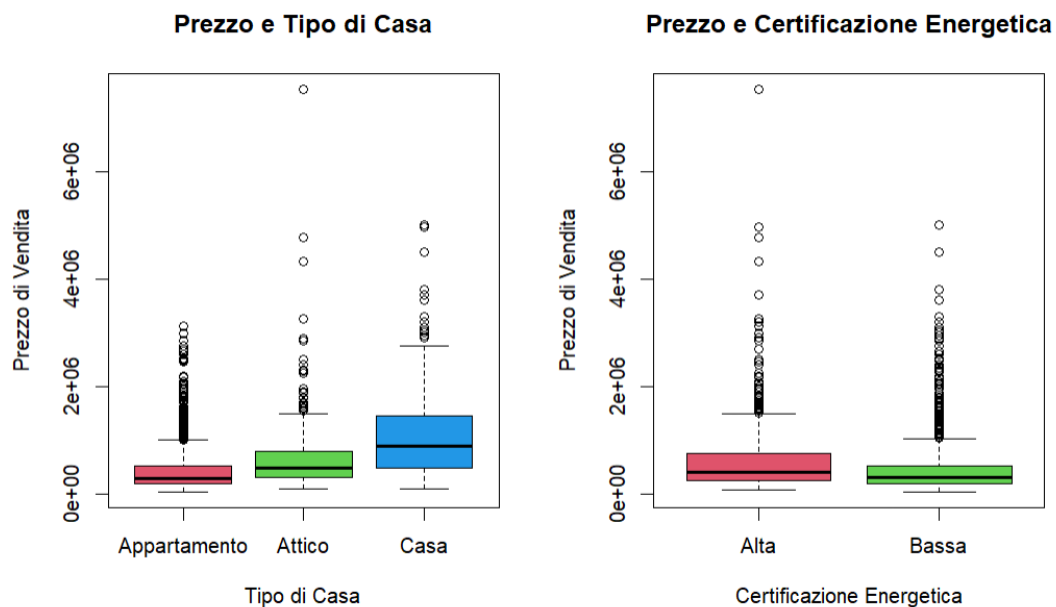 Prezzo e Tipo di Casa
Prezzo di Vendita
6e+06
4e+06
2e+06
0e+00
Appartamento Attico Casa
Tipo di Casa
Prezzo e Certificazione Energetica
Prezzo di Vendita
6e+06
4e+06
2e+06
0e+00
Alta Bassa
Certificazione Energetica